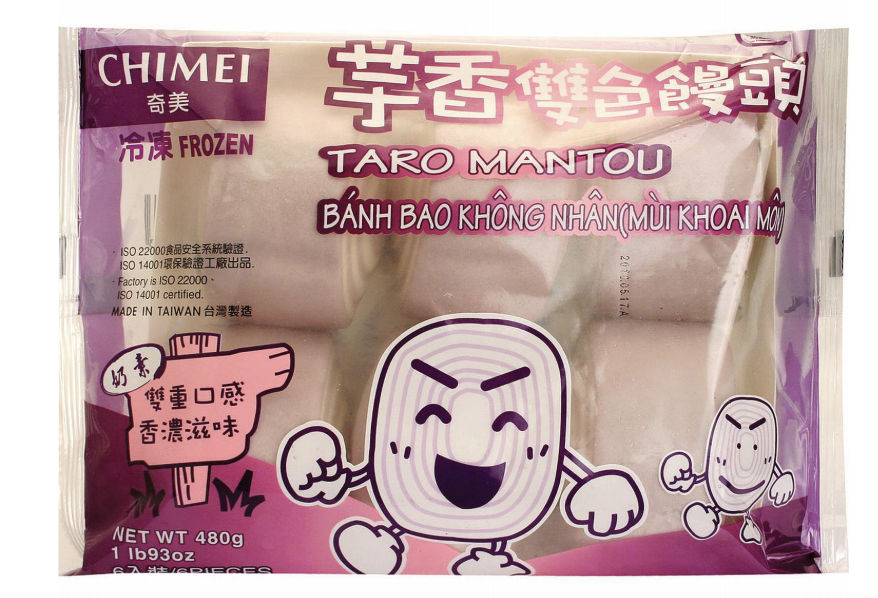 CHIMEI
奇美
冷凍 FROZEN
芋香雙色饅頭
TARO MANTOU
BÁNH BAO KHÔNG NHÂN(MÙI KHOAI MÔN)
· ISO 22000食品安全系統驗證、
ISO 14001環保驗證工廠出品.
· Factory is ISO 22000、
ISO 14001 certified.
MADE IN TAIWAN 台灣製造
奶素
雙重口感
香濃滋味
NET WT 480g
1 lb93oz
6入裝/6PIECES